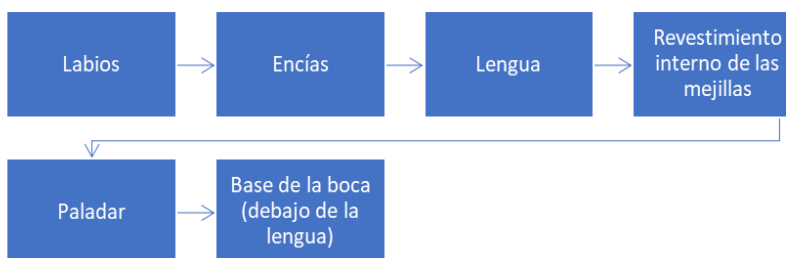 Labios
Encías
Lengua
Revestimiento
interno de las
mejillas
Paladar
Base de la boca
(debajo de la
lengua)